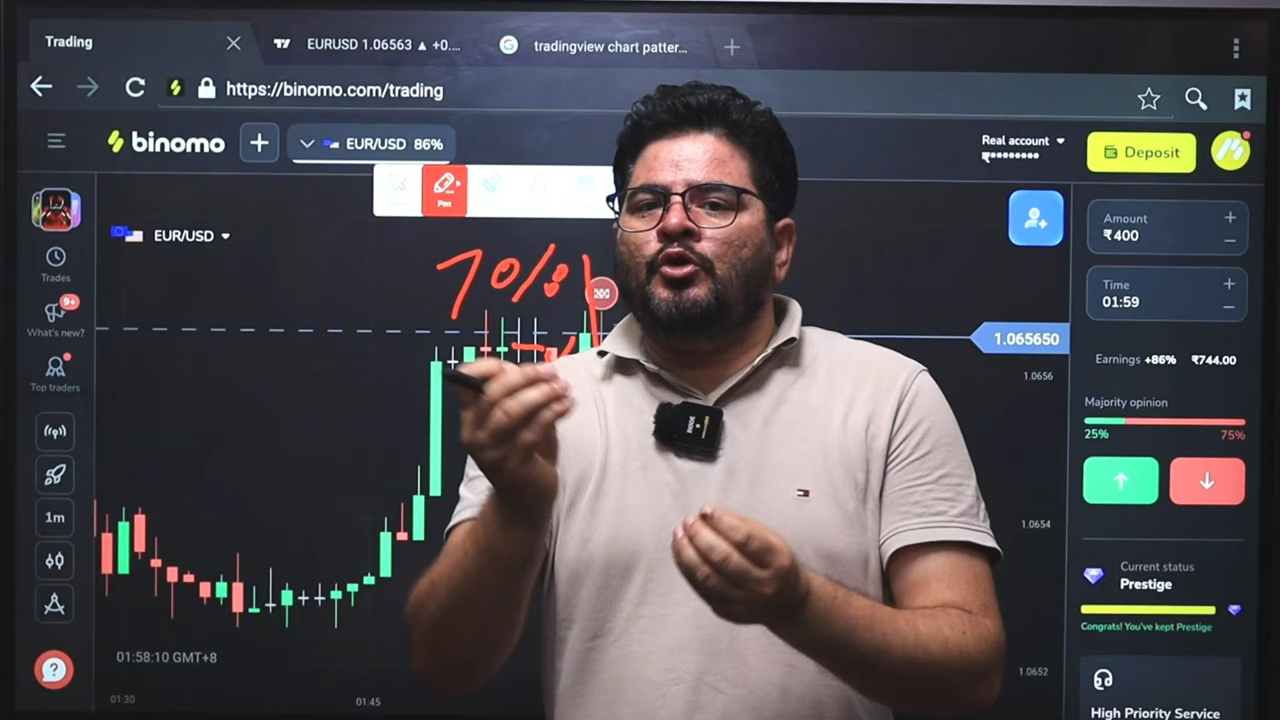 Trading
EURUSD 1.06563 ▲ +0....
tradingview chart patter...
https://binomo.com/trading
binomo
EUR/USD 86%
Real account
₹********
Deposit
Pen
EUR/USD
Trades
9+
What's new?
Top traders
1m
70%
RODE
1.065650
1.0656
1.0654
1.0652
Amount
₹400
Time
01:59
Earnings +86% ₹744.00
Majority opinion
25% 75%
Current status
Prestige
Congrats! You've kept Prestige
High Priority Service
01:58:10 GMT+8
01:30
01:45